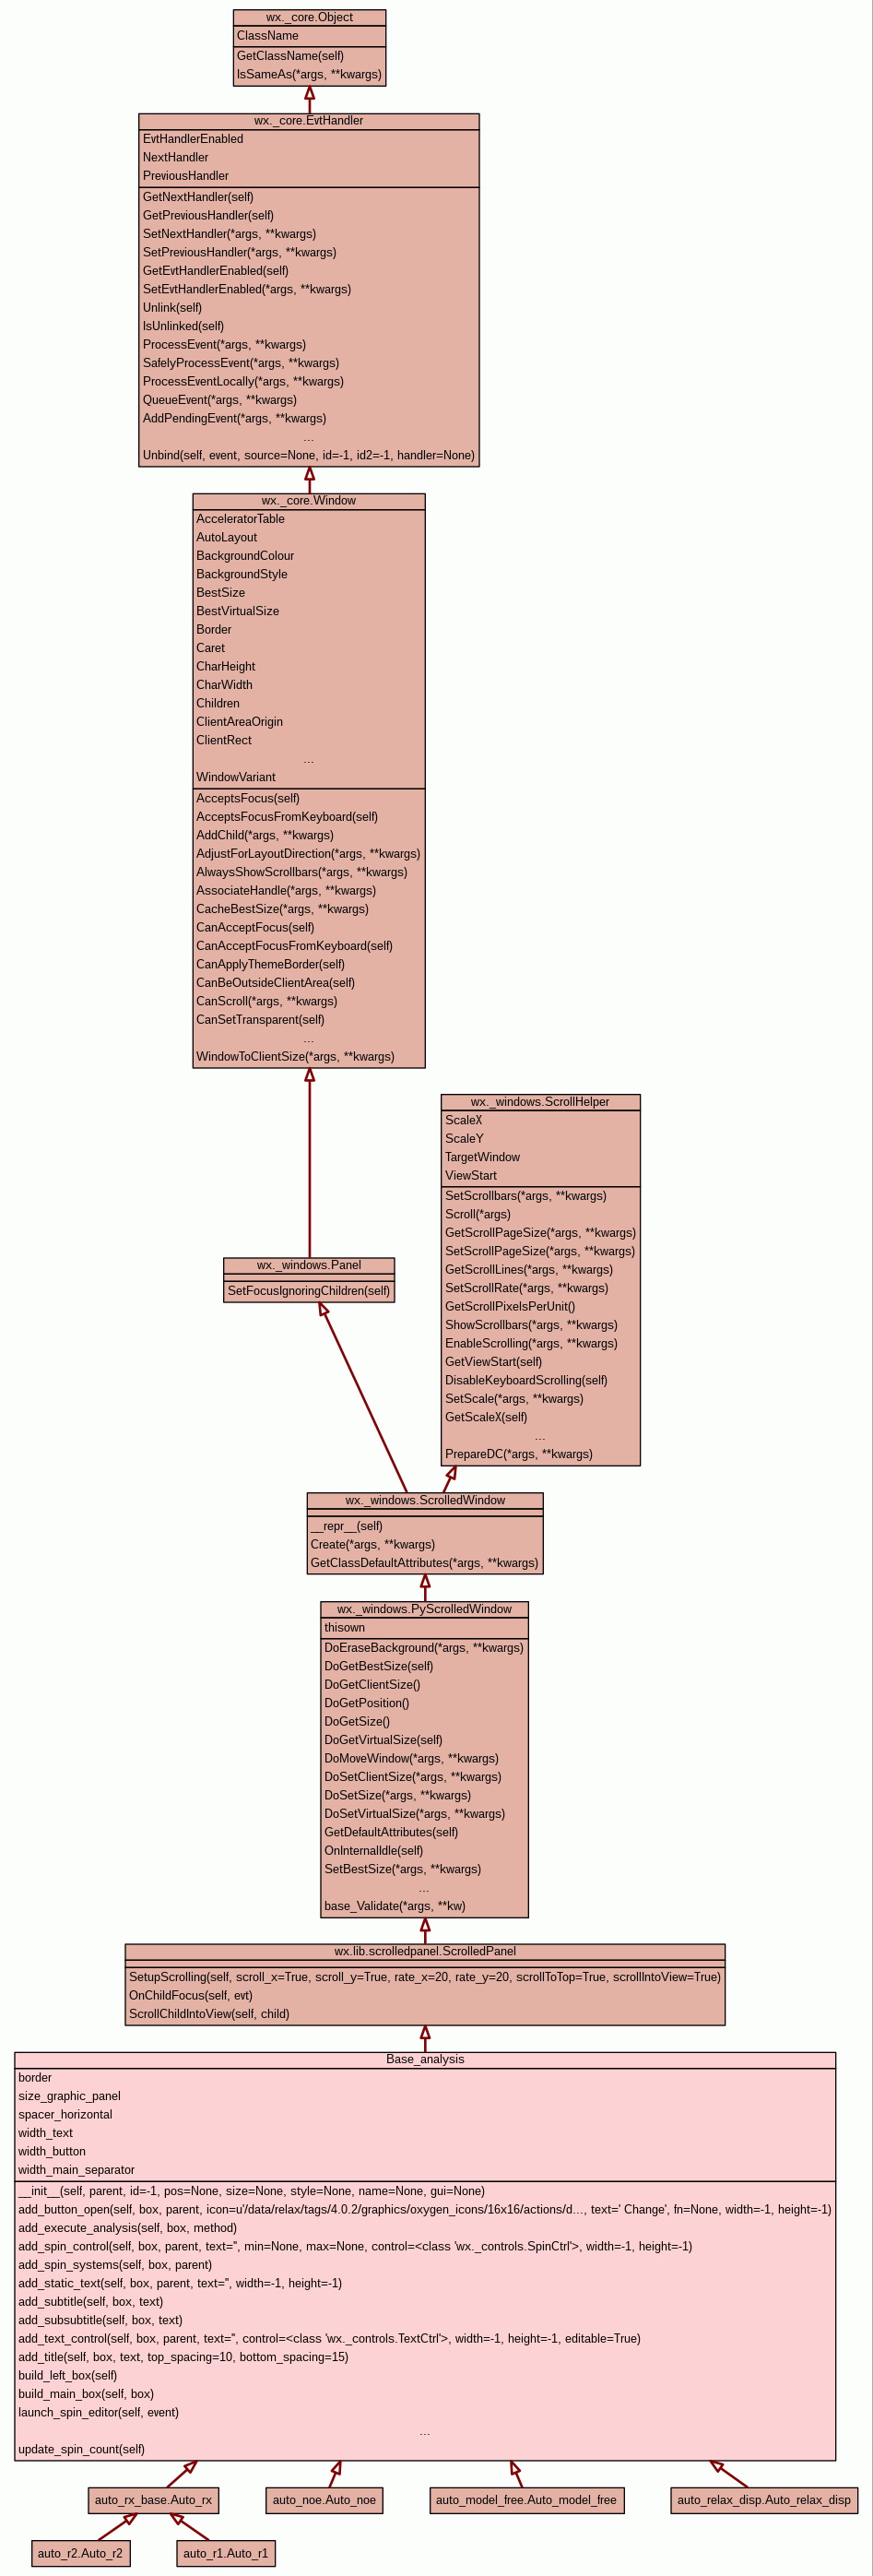 wx._core.Object
ClassName
GetClassName(self)
IsSameAs(*args, **kwargs)
wx._core.EvtHandler
EvtHandlerEnabled
NextHandler
PreviousHandler
GetNextHandler(self)
GetPreviousHandler(self)
SetNextHandler(*args, **kwargs)
SetPreviousHandler(*args, **kwargs)
GetEvtHandlerEnabled(self)
SetEvtHandlerEnabled(*args, **kwargs)
Unlink(self)
IsUnlinked(self)
ProcessEvent(*args, **kwargs)
SafelyProcessEvent(*args, **kwargs)
ProcessEventLocally(*args, **kwargs)
QueueEvent(*args, **kwargs)
AddPendingEvent(*args, **kwargs)
...
Unbind(self, event, source=None, id=-1, id2=-1, handler=None)
wx._core.Window
AcceleratorTable
AutoLayout
BackgroundColour
BackgroundStyle
BestSize
BestVirtualSize
Border
Caret
CharHeight
CharWidth
Children
ClientAreaOrigin
ClientRect
...
WindowVariant
AcceptsFocus(self)
AcceptsFocusFromKeyboard(self)
AddChild(*args, **kwargs)
AdjustForLayoutDirection(*args, **kwargs)
AlwaysShowScrollbars(*args, **kwargs)
AssociateHandle(*args, **kwargs)
CacheBestSize(*args, **kwargs)
CanAcceptFocus(self)
CanAcceptFocusFromKeyboard(self)
CanApplyThemeBorder(self)
CanBeOutsideClientArea(self)
CanScroll(*args, **kwargs)
CanSetTransparent(self)
...
WindowToClientSize(*args, **kwargs)
wx._windows.ScrollHelper
ScaleX
ScaleY
TargetWindow
ViewStart
SetScrollbars(*args, **kwargs)
Scroll(*args)
GetScrollPageSize(*args, **kwargs)
SetScrollPageSize(*args, **kwargs)
GetScrollLines(*args, **kwargs)
SetScrollRate(*args, **kwargs)
GetScrollPixelsPerUnit()
ShowScrollbars(*args, **kwargs)
EnableScrolling(*args, **kwargs)
GetViewStart(self)
DisableKeyboardScrolling(self)
SetScale(*args, **kwargs)
GetScaleX(self)
...
PrepareDC(*args, **kwargs)
wx._windows.Panel
SetFocusIgnoringChildren(self)
wx._windows.ScrolledWindow
__repr__(self)
Create(*args, **kwargs)
GetClassDefaultAttributes(*args, **kwargs)
wx._windows.PyScrolledWindow
thisown
DoEraseBackground(*args, **kwargs)
DoGetBestSize(self)
DoGetClientSize()
DoGetPosition()
DoGetSize()
DoGetVirtualSize(self)
DoMoveWindow(*args, **kwargs)
DoSetClientSize(*args, **kwargs)
DoSetSize(*args, **kwargs)
DoSetVirtualSize(*args, **kwargs)
GetDefaultAttributes(self)
OnInternalIdle(self)
SetBestSize(*args, **kwargs)
...
base_Validate(*args, **kw)
wx.lib.scrolledpanel.ScrolledPanel
SetupScrolling(self, scroll_x=True, scroll_y=True, rate_x=20, rate_y=20, scrollToTop=True, scrollIntoView=True)
OnChildFocus(self, evt)
ScrollChildIntoView(self, child)
Base_analysis
border
size_graphic_panel
spacer_horizontal
width_text
width_button
width_main_separator
__init__(self, parent, id=-1, pos=None, size=None, style=None, name=None, gui=None)
add_button_open(self, box, parent, icon=u'/data/relax/tags/4.0.2/graphics/oxygen_icons/16x16/actions/d..., text=' Change', fn=None, width=-1, height=-1)
add_execute_analysis(self, box, method)
add_spin_control(self, box, parent, text='', min=None, max=None, control=<class 'wx._controls.SpinCtrl'>, width=-1, height=-1)
add_spin_systems(self, box, parent)
add_static_text(self, box, parent, text='', width=-1, height=-1)
add_subtitle(self, box, text)
add_subsubtitle(self, box, text)
add_text_control(self, box, parent, text='', control=<class 'wx._controls.TextCtrl'>, width=-1, height=-1, editable=True)
add_title(self, box, text, top_spacing=10, bottom_spacing=15)
build_left_box(self)
build_main_box(self, box)
launch_spin_editor(self, event)
...
update_spin_count(self)
auto_rx_base.Auto_rx
auto_noe.Auto_noe
auto_model_free.Auto_model_free
auto_relax_disp.Auto_relax_disp
auto_r2.Auto_r2
auto_r1.Auto_r1